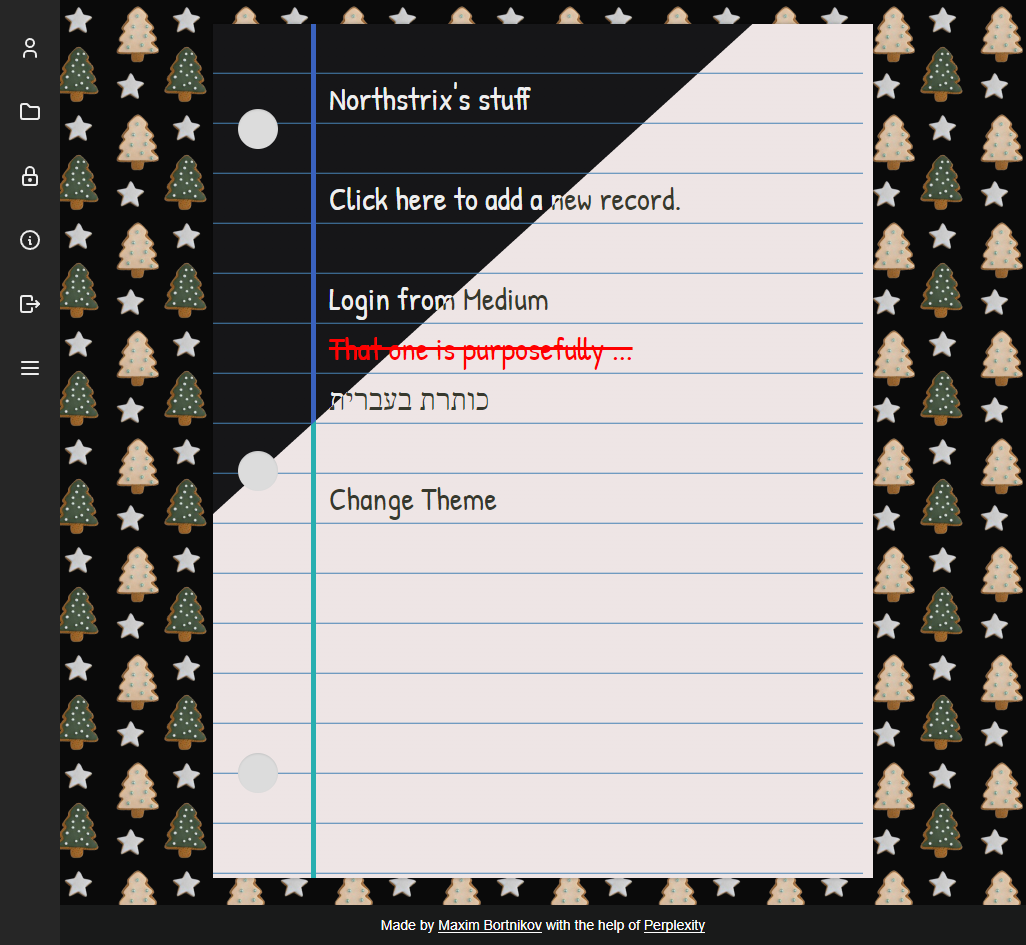 Northstrix's stuff
Click here to add a new record.
Login from Medium
That one is purposefully ...
כותרת בעברית
Change Theme
Made by Maxim Bortnikov with the help of Perplexity